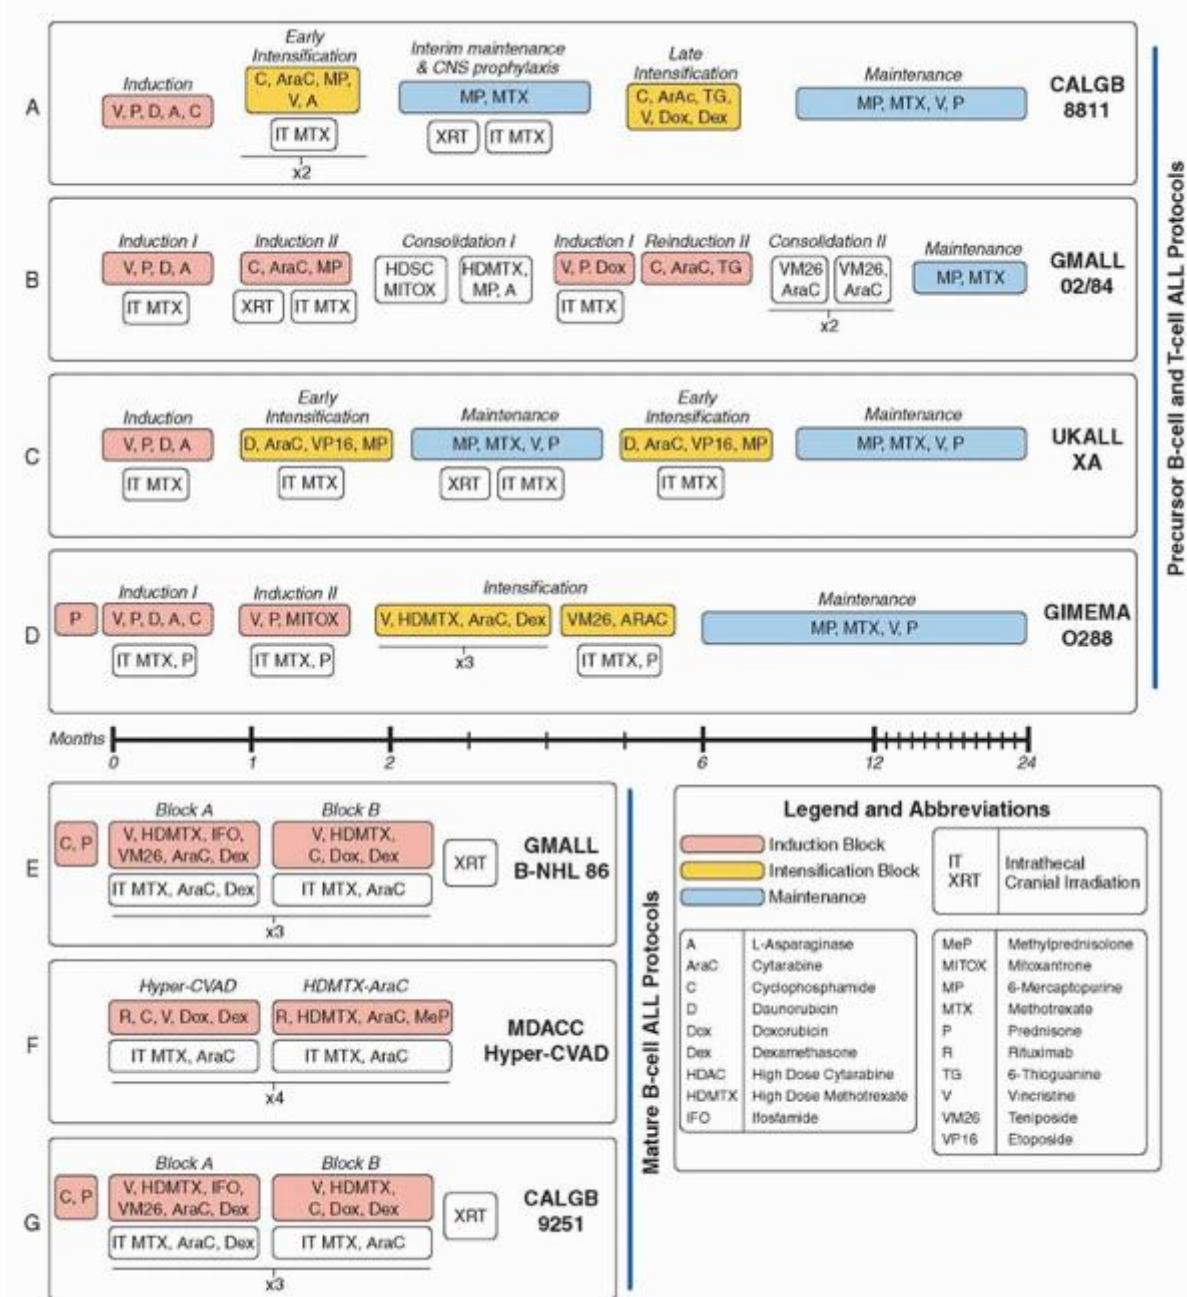 Early
Intensification
Interim maintenance
& CNS prophylaxis
Late
Intensification
Induction
Maintenance
A
V, P, D, A, C
C, AraC, MP,
V, A
MP, MTX
C, ArAc, TG,
V, Dox, Dex
MP, MTX, V, P
CALGB
8811
IT MTX
XRT
IT MTX
x2
Induction I
Induction II
Consolidation I
Induction I
Reinduction II
Consolidation II
Maintenance
B
V, P, D, A
C, AraC, MP
HDSC
MITOX
HDMTX,
MP, A
V, P. Dox
C, AraC, TG
VM26
AraC
VM26,
AraC
MP, MTX
GMALL
02/84
IT MTX
XRT
IT MTX
IT MTX
x2
Induction
Early
Intensification
Maintenance
Early
Intensification
Maintenance
C
V, P, D, A
D, AraC, VP16, MP
MP, MTX, V, P
D, AraC, VP16, MP
MP, MTX, V, P
UKALL
XA
IT MTX
IT MTX
XRT
IT MTX
IT MTX
Induction I
Induction II
Intensification
Maintenance
D
P
V, P, D, A, C
V, P, MITOX
V, HDMTX, AraC, Dex
VM26, ARAC
MP, MTX, V, P
GIMEMA
O288
IT MTX, P
IT MTX, P
x3
IT MTX, P
Precursor B-cell and T-cell ALL Protocols
Months
0 1 2 6 12 24
Block A
Block B
E
C, P
V, HDMTX, IFO,
VM26, AraC, Dex
V, HDMTX,
C, Dox, Dex
XRT
GMALL
B-NHL 86
IT MTX, AraC, Dex
IT MTX, AraC
x3
Hyper-CVAD
HDMTX-AraC
F
R, C, V, Dox, Dex
R, HDMTX, AraC, MeP
MDACC
Hyper-CVAD
IT MTX, AraC
IT MTX, AraC
x4
Block A
Block B
G
C, P
V, HDMTX, IFO,
VM26, AraC, Dex
V, HDMTX,
C, Dox, Dex
XRT
CALGB
9251
IT MTX, AraC, Dex
IT MTX, AraC
x3
Mature B-cell ALL Protocols
Legend and Abbreviations
Induction Block
Intensification Block
Maintenance
IT Intrathecal
XRT Cranial Irradiation
A L-Asparaginase
AraC Cytarabine
C Cyclophosphamide
D Daunorubicin
Dox Doxorubicin
Dex Dexamethasone
HDAC High Dose Cytarabine
HDMTX High Dose Methotrexate
IFO Ifosfamide
MeP Methylprednisolone
MITOX Mitoxantrone
MP 6-Mercaptopurine
MTX Methotrexate
P Prednisone
R Rituximab
TG 6-Thioguanine
V Vincristine
VM26 Teniposide
VP16 Etoposide